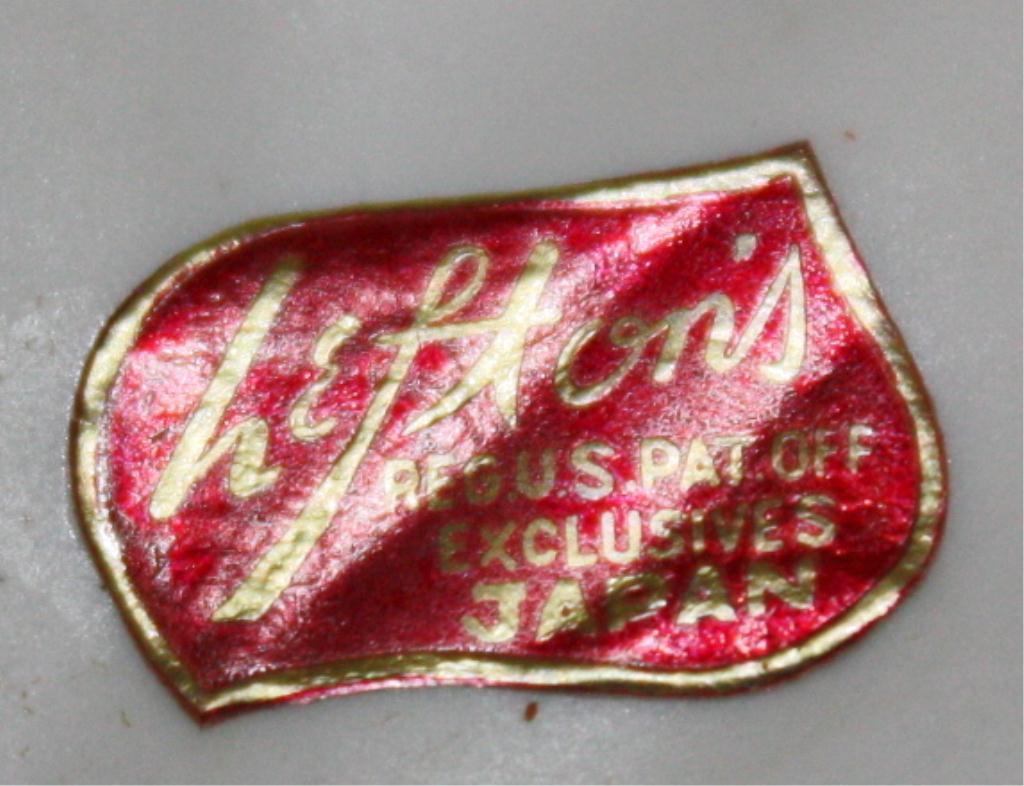 Lefton's
REG.U.S.PAT.OFF
EXCLUSIVES
JAPAN